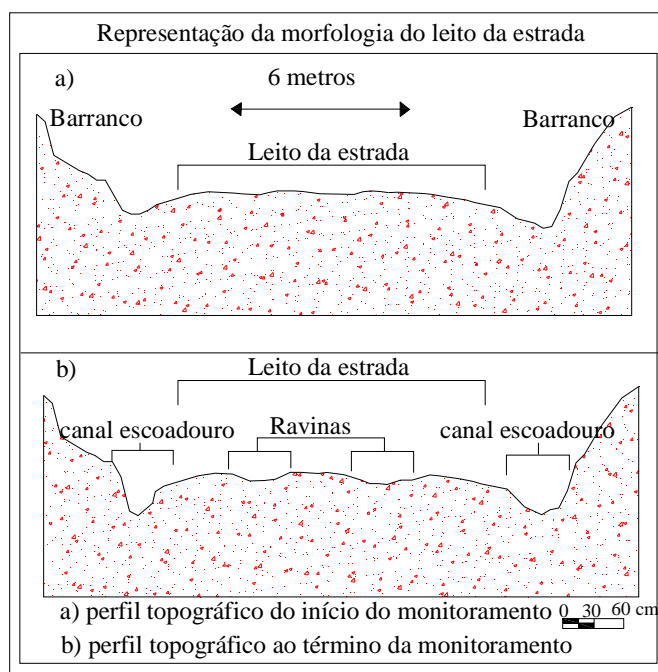 Representação da morfologia do leito da estrada
a)
6 metros
Barranco
Barranco
Leito da estrada
b)
Leito da estrada
canal escoadouro
Ravinas
canal escoadouro
a) perfil topográfico do início do monitoramento
0 30 60 cm
b) perfil topográfico ao término da monitoramento